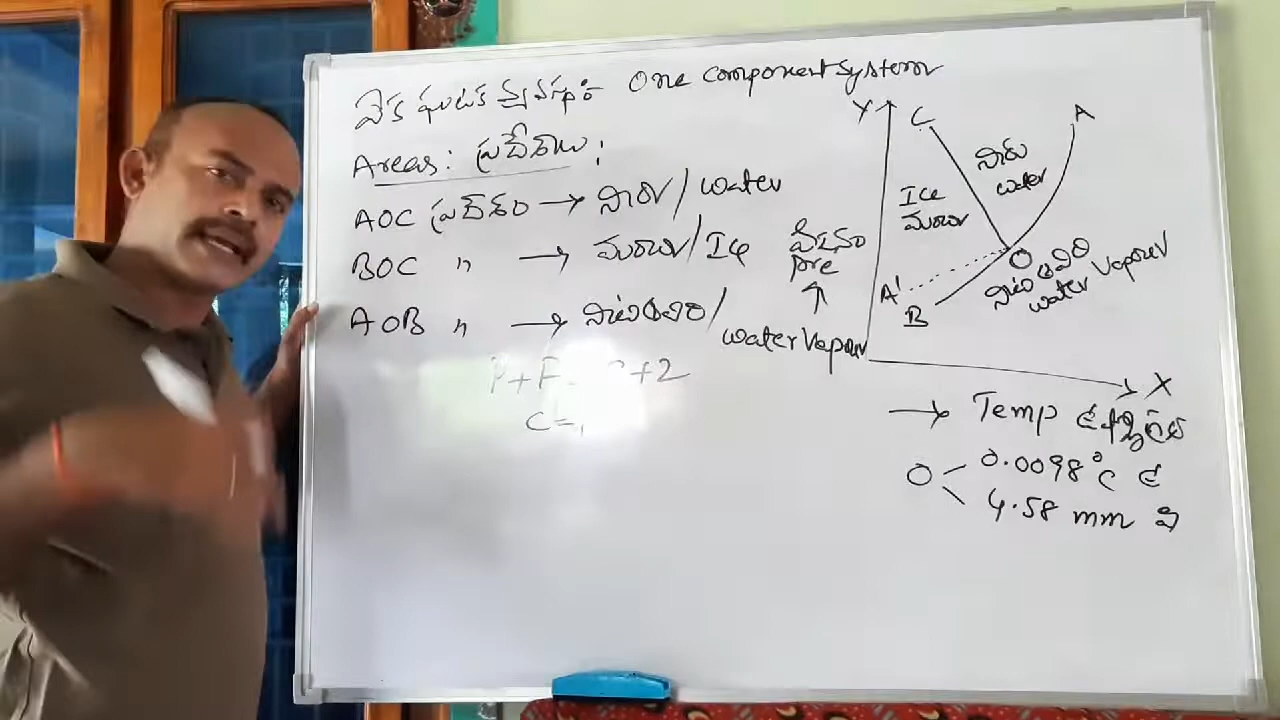 ఏక ఘటక వ్యవస్థ One component system
Areas: ప్రదేశాలు:
AOC ప్రదేశం → నీరు/water
BOC " → మంచు/Ice
AOB " → నీటిఆవిరి/
water Vapour
P+F= +2
C=
Y C A
నీరు
water
Ice
మంచు
పీడనం
pre
↑
A' O
B
నీటిఆవిరి
water Vapour
X
→ Temp ఉష్ణోగ్రత
O 0.0098°C ఉ
4.58 mm పీ